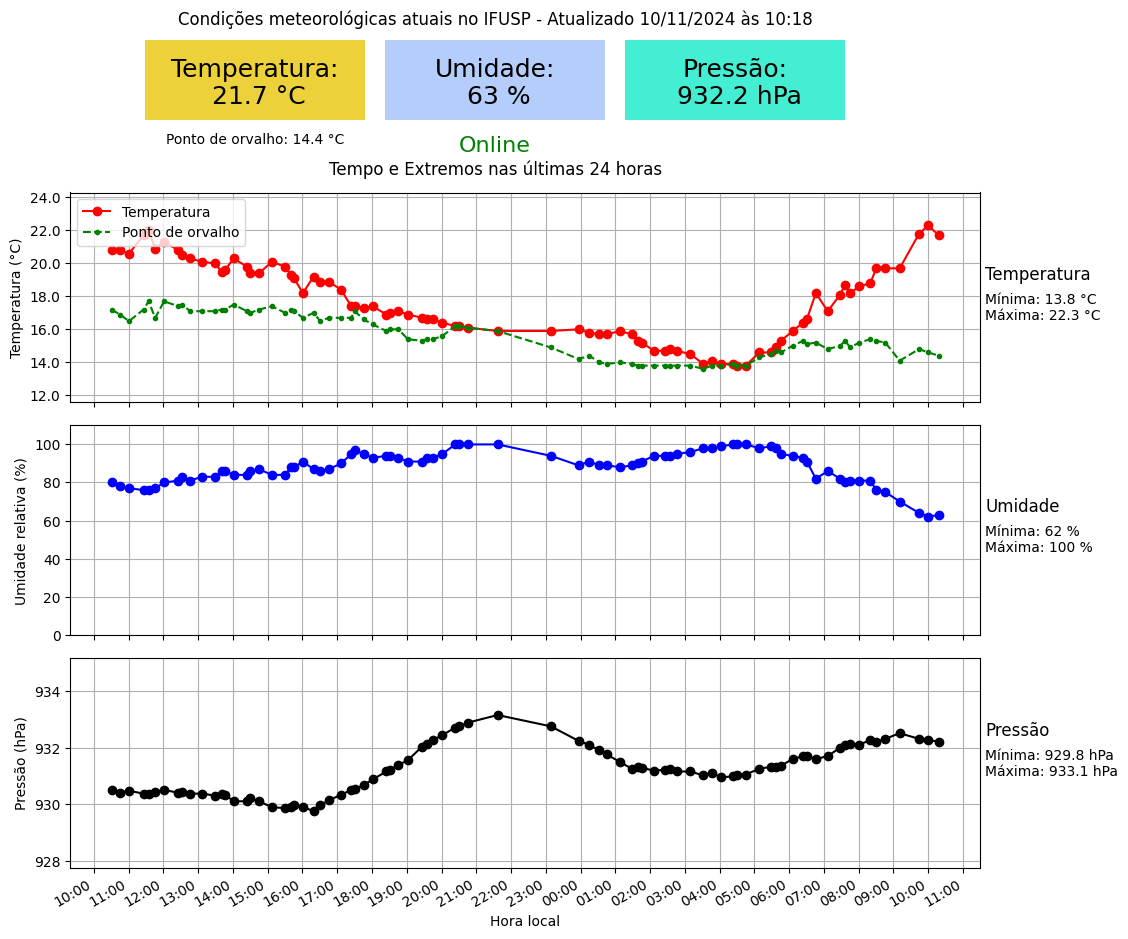 Condições meteorológicas atuais no IFUSP - Atualizado 10/11/2024 às 10:18
Temperatura:
21.7 °C
Umidade:
63 %
Pressão:
932.2 hPa
Ponto de orvalho: 14.4 °C
Online
Tempo e Extremos nas últimas 24 horas
Temperatura (°C)
24.0
22.0
20.0
18.0
16.0
14.0
12.0
Temperatura
Ponto de orvalho
Temperatura
Mínima: 13.8 °C
Máxima: 22.3 °C
Umidade relativa (%)
100
80
60
40
20
0
Umidade
Mínima: 62 %
Máxima: 100 %
Pressão (hPa)
934
932
930
928
Pressão
Mínima: 929.8 hPa
Máxima: 933.1 hPa
10:00
11:00
12:00
13:00
14:00
15:00
16:00
17:00
18:00
19:00
20:00
21:00
22:00
23:00
00:00
01:00
02:00
03:00
04:00
05:00
06:00
07:00
08:00
09:00
10:00
11:00
Hora local